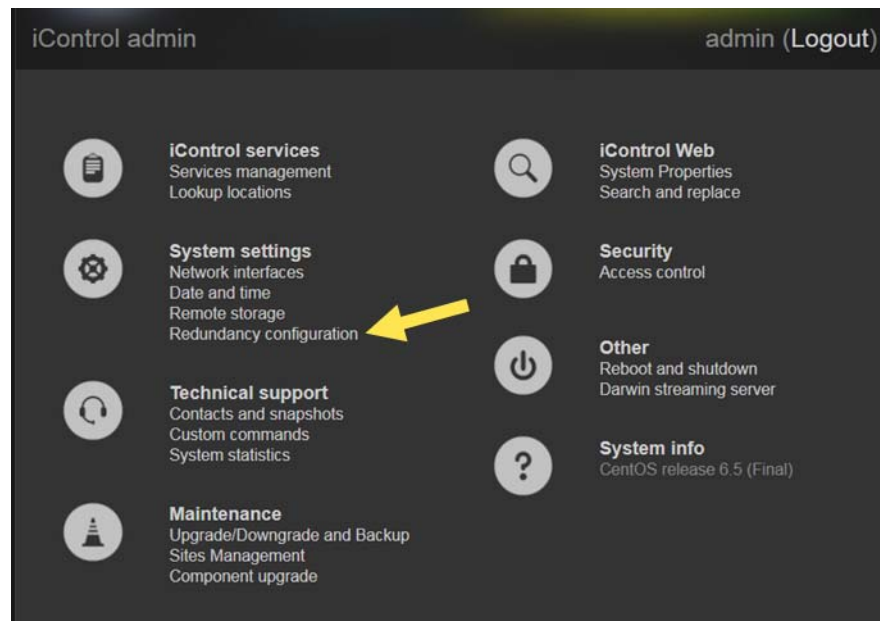 iControl admin
admin (Logout)
iControl services
Services management
Lookup locations
System settings
Network interfaces
Date and time
Remote storage
Redundancy configuration
Technical support
Contacts and snapshots
Custom commands
System statistics
Maintenance
Upgrade/Downgrade and Backup
Sites Management
Component upgrade
iControl Web
System Properties
Search and replace
Security
Access control
Other
Reboot and shutdown
Darwin streaming server
System info
CentOS release 6.5 (Final)
?